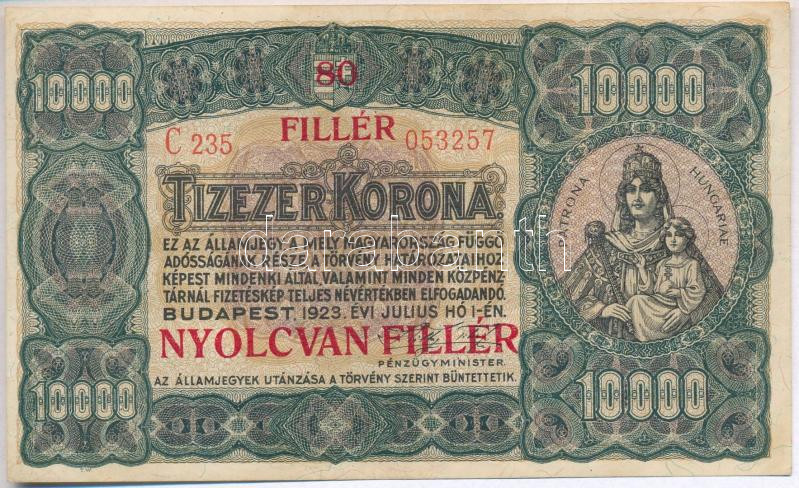 10000
80
10000
FILLÉR
C 235
053257
TIZEZER KORONA.
EZ AZ ÁLLAMJEGY, A MELY MAGYARORSZÁG FÜGGŐ
ADÓSSÁGÁNAK RÉSZE, A TÖRVÉNY HATÁROZATAIHOZ
KÉPEST MINDENKI ÁLTAL, VALAMINT MINDEN KÖZPÉNZ
TÁRNÁL FIZETÉSKÉP TELJES NÉVÉRTÉKBEN ELFOGADANDÓ.
BUDAPEST, 1923. ÉVI JULIUS HÓ 1-ÉN.
NYOLCVAN FILLÉR
PÉNZÜGYMINISTER.
AZ ÁLLAMJEGYEK UTÁNZÁSA A TÖRVÉNY SZERINT BÜNTETTETIK.
PATRONA HUNGARIAE
10000
10000
darabanth